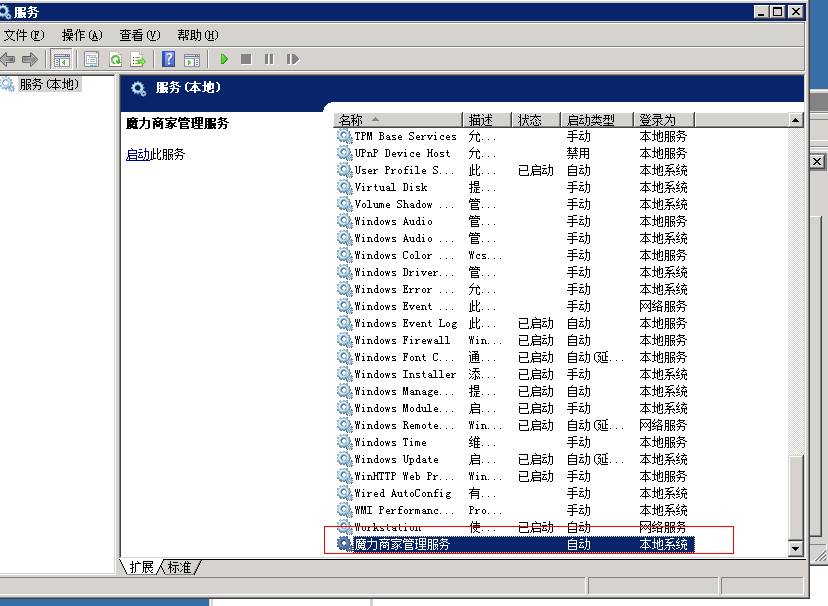 服务
文件(F) 操作(A) 查看(V) 帮助(H)
服务(本地)
服务(本地)
魔力商家管理服务
启动此服务
名称 描述 状态 启动类型 登录为
TPM Base Services 允... 手动 本地服务
UPnP Device Host 允... 禁用 本地服务
User Profile S... 此... 已启动 自动 本地系统
Virtual Disk 提... 手动 本地系统
Volume Shadow ... 管... 手动 本地系统
Windows Audio 管... 手动 本地服务
Windows Audio ... 管... 手动 本地系统
Windows Color ... Wcs... 手动 本地服务
Windows Driver... 管... 手动 本地系统
Windows Error ... 允... 手动 本地系统
Windows Event ... 此... 手动 网络服务
Windows Event Log 此... 已启动 自动 本地服务
Windows Firewall Win... 已启动 自动 本地服务
Windows Font C... 通... 已启动 自动(延... 本地服务
Windows Installer 添... 已启动 手动 本地系统
Windows Manage... 提... 已启动 自动 本地系统
Windows Module... 启... 已启动 手动 本地系统
Windows Remote... Win... 已启动 自动(延... 网络服务
Windows Time 维... 手动 本地服务
Windows Update 启... 已启动 自动(延... 本地系统
WinHTTP Web Pr... Win... 已启动 手动 本地服务
Wired AutoConfig 有... 手动 本地系统
WMI Performanc... Pro... 手动 本地系统
Workstation 使... 已启动 自动 网络服务
魔力商家管理服务 自动 本地系统
扩展 标准